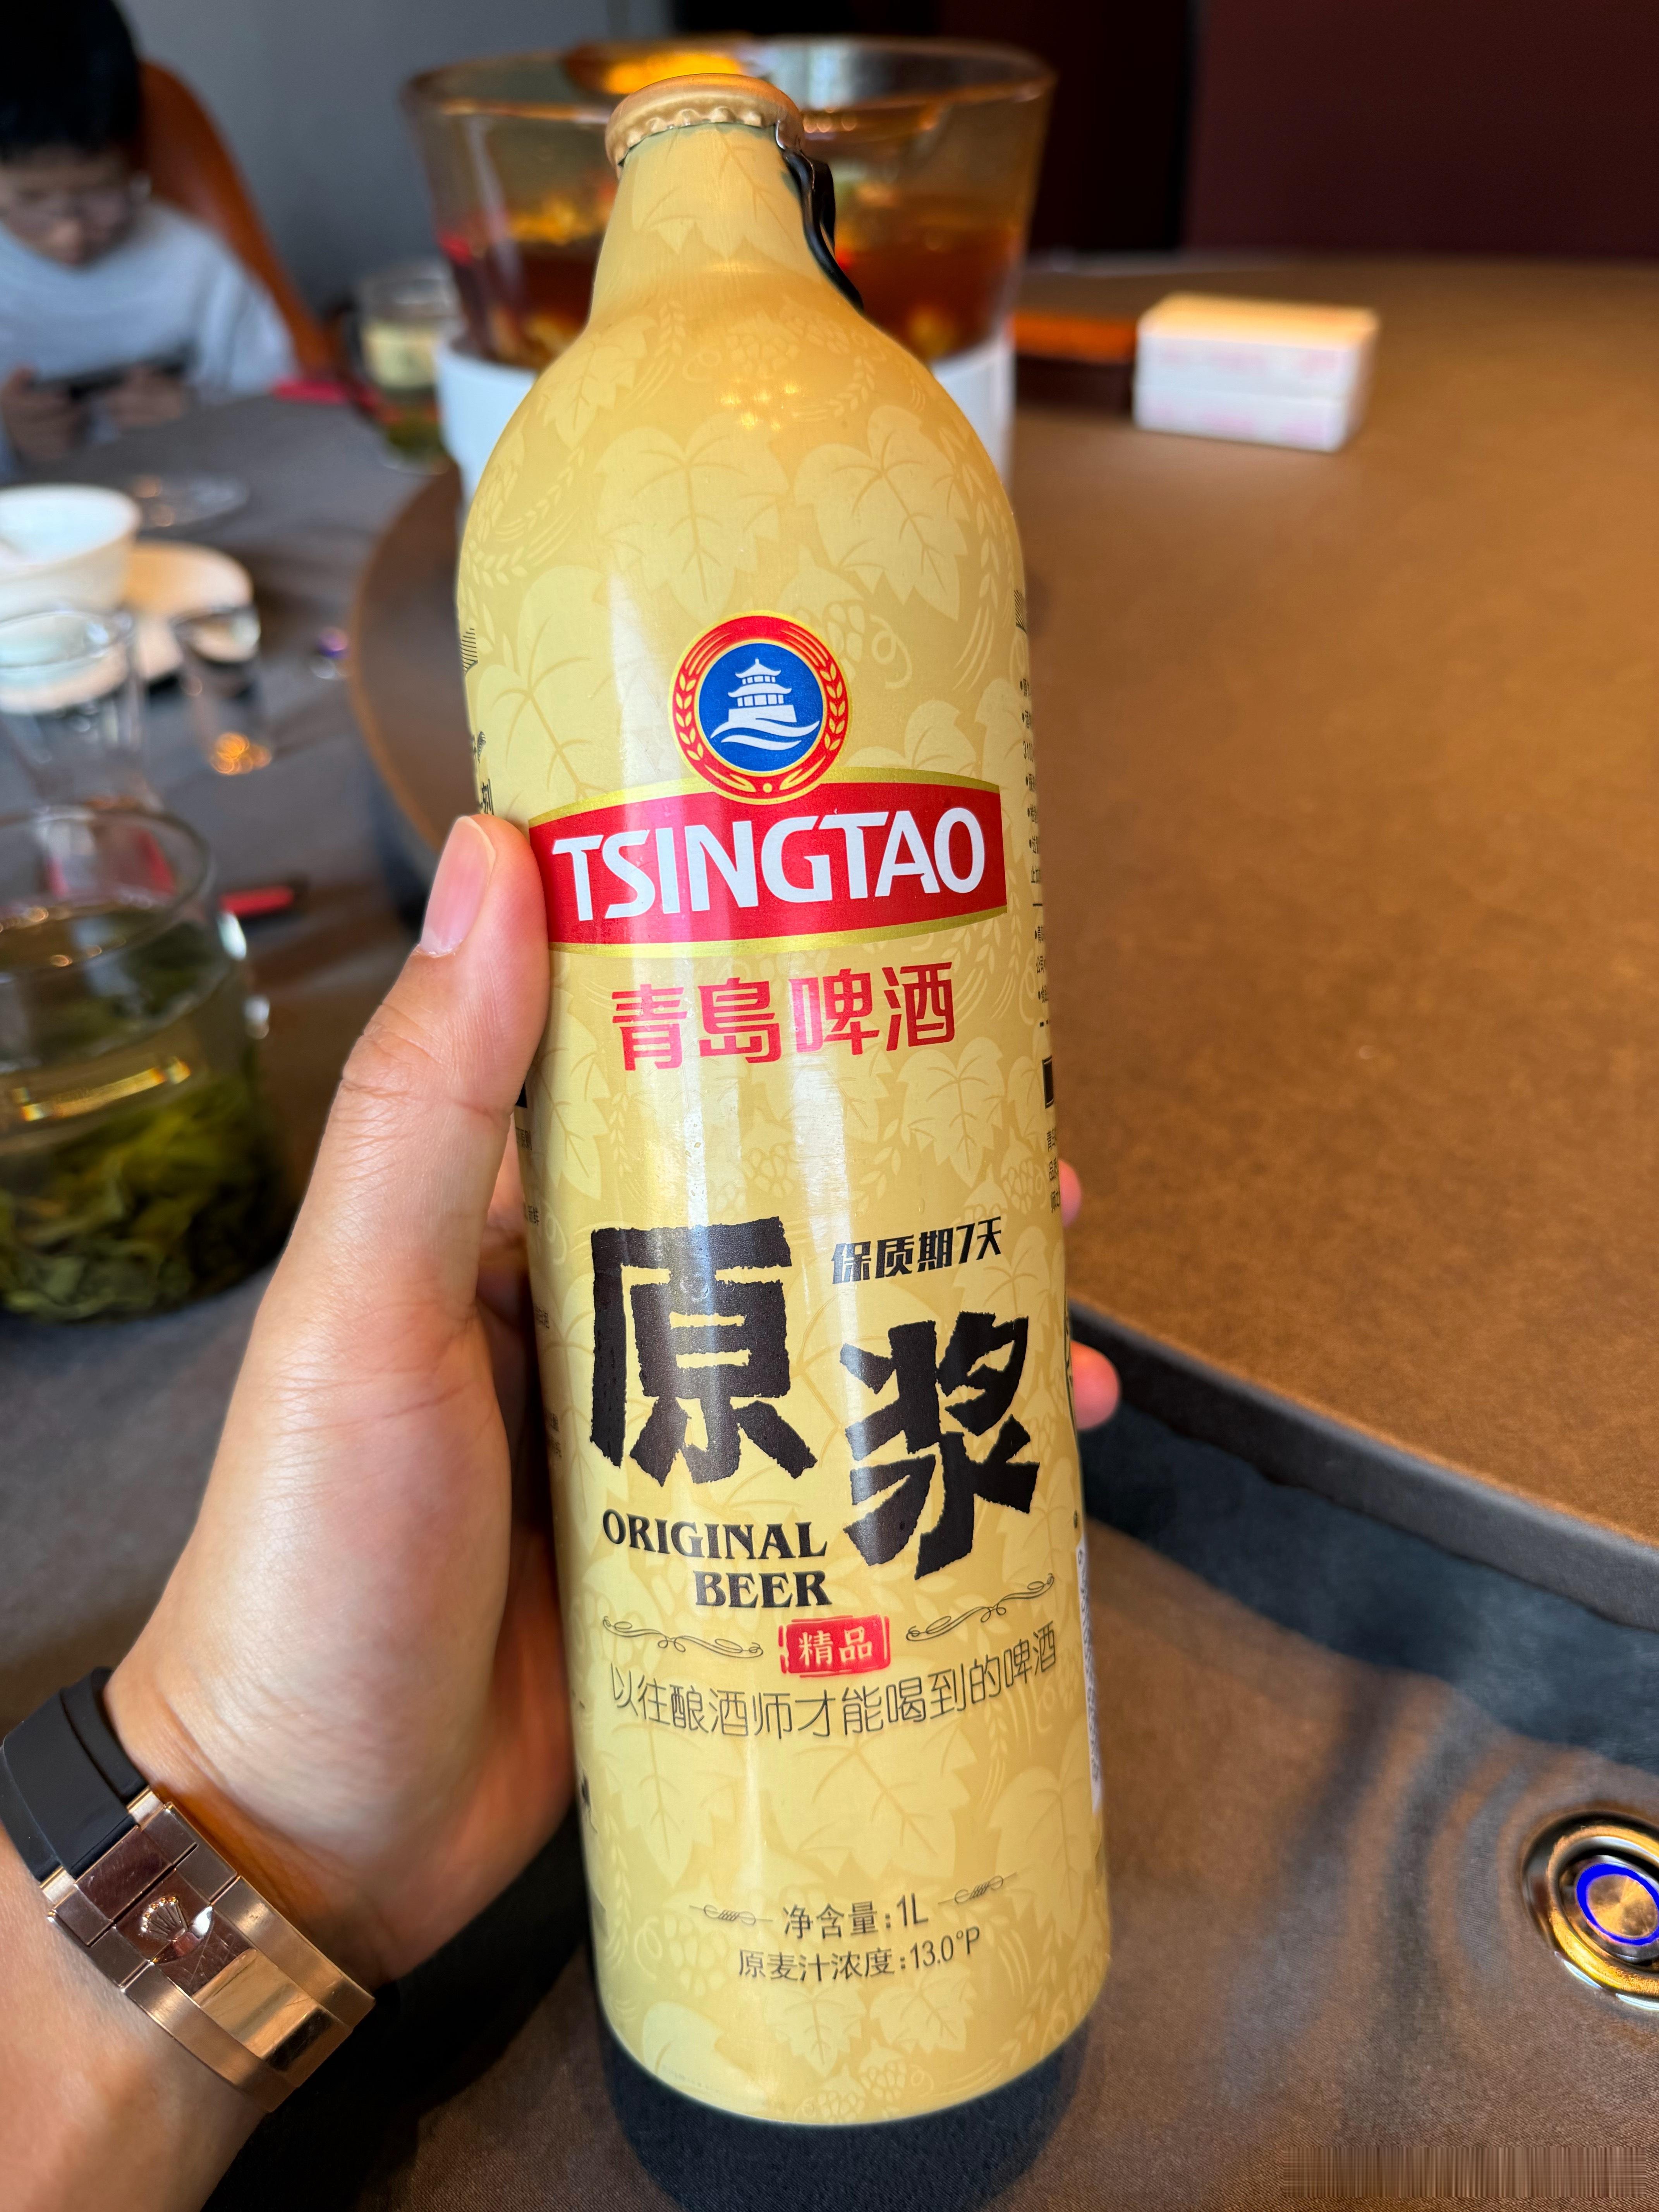 TSINGTAO
青島啤酒
保质期7天
原浆
ORIGINAL
BEER
精品
以往酿酒师才能喝到的啤酒
净含量:1L
原麦汁浓度:13.0°P